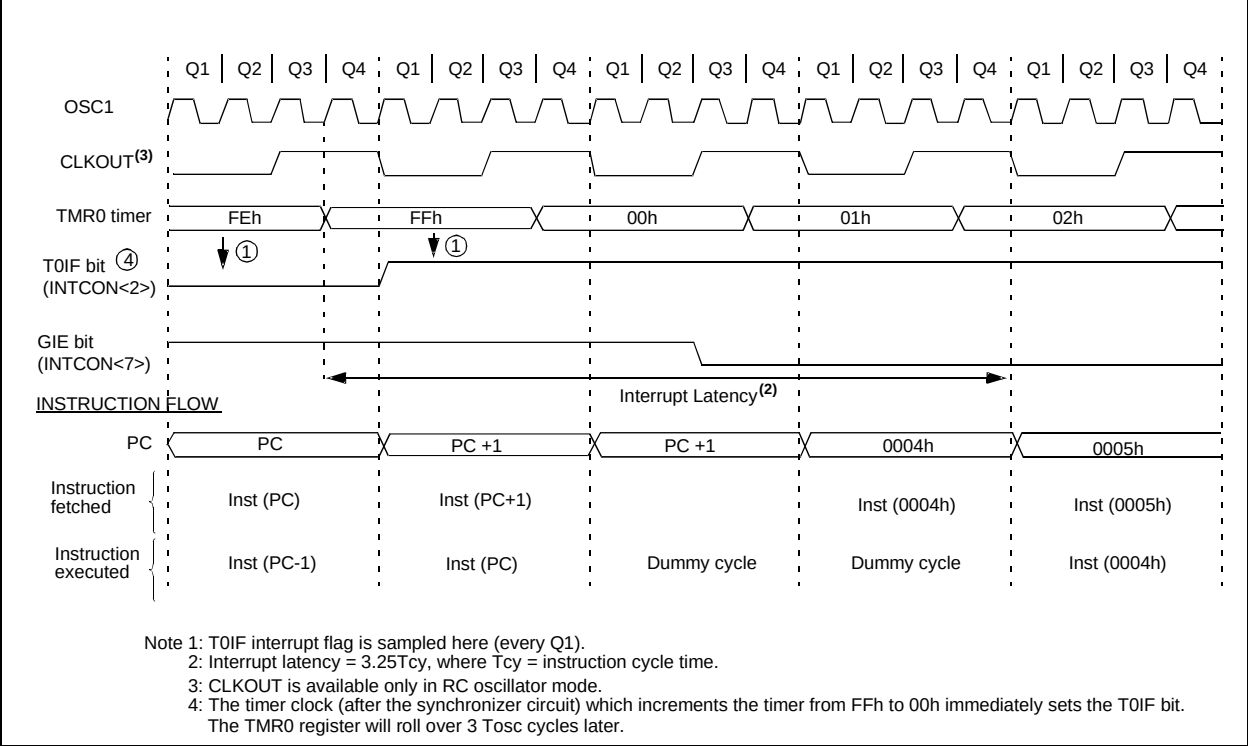 Q1 Q2 Q3 Q4 Q1 Q2 Q3 Q4 Q1 Q2 Q3 Q4 Q1 Q2 Q3 Q4 Q1 Q2 Q3 Q4
OSC1
CLKOUT(3)
TMR0 timer FEh FFh 00h 01h 02h
1 1
T0IF bit 4
(INTCON<2>)
GIE bit
(INTCON<7>)
Interrupt Latency(2)
INSTRUCTION FLOW
PC PC PC +1 PC +1 0004h 0005h
Instruction
fetched
Inst (PC) Inst (PC+1) Inst (0004h) Inst (0005h)
Instruction
executed
Inst (PC-1) Inst (PC) Dummy cycle Dummy cycle Inst (0004h)
Note 1: T0IF interrupt flag is sampled here (every Q1).
2: Interrupt latency = 3.25Tcy, where Tcy = instruction cycle time.
3: CLKOUT is available only in RC oscillator mode.
4: The timer clock (after the synchronizer circuit) which increments the timer from FFh to 00h immediately sets the T0IF bit.
The TMR0 register will roll over 3 Tosc cycles later.